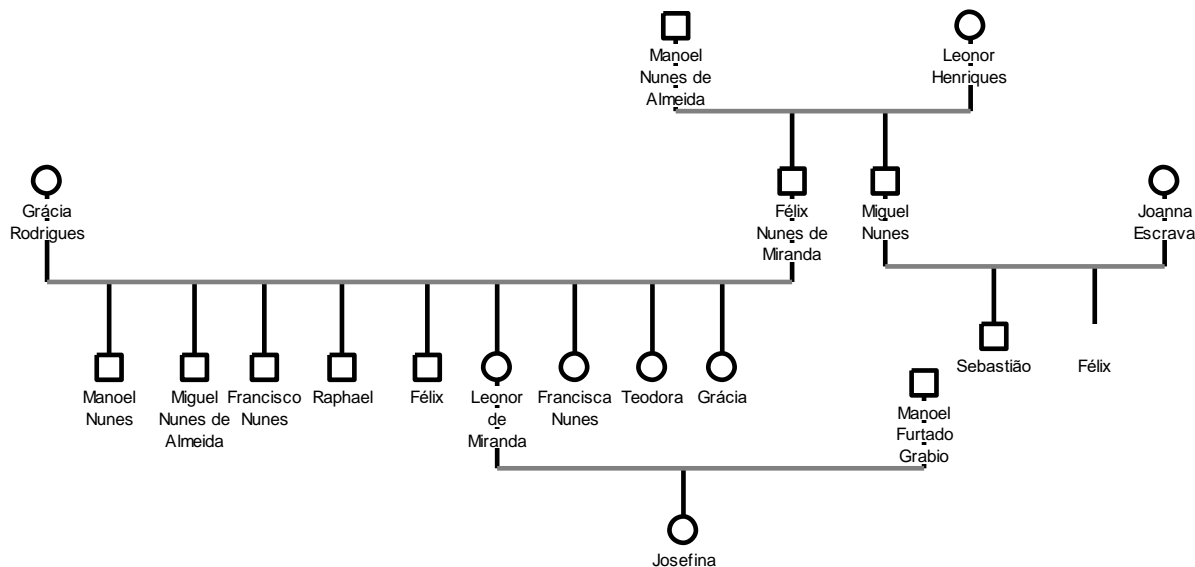 Manoel
Nunes de
Almeida
Leonor
Henriques
Grácia
Rodrigues
Félix
Nunes de
Miranda
Miguel
Nunes
Joanna
Escrava
Manoel
Nunes
Miguel
Nunes de
Almeida
Francisco
Nunes
Raphael
Félix
Leonor
de
Miranda
Francisca
Nunes
Teodora
Grácia
Manoel
Furtado
Grabio
Sebastião
Félix
Josefina